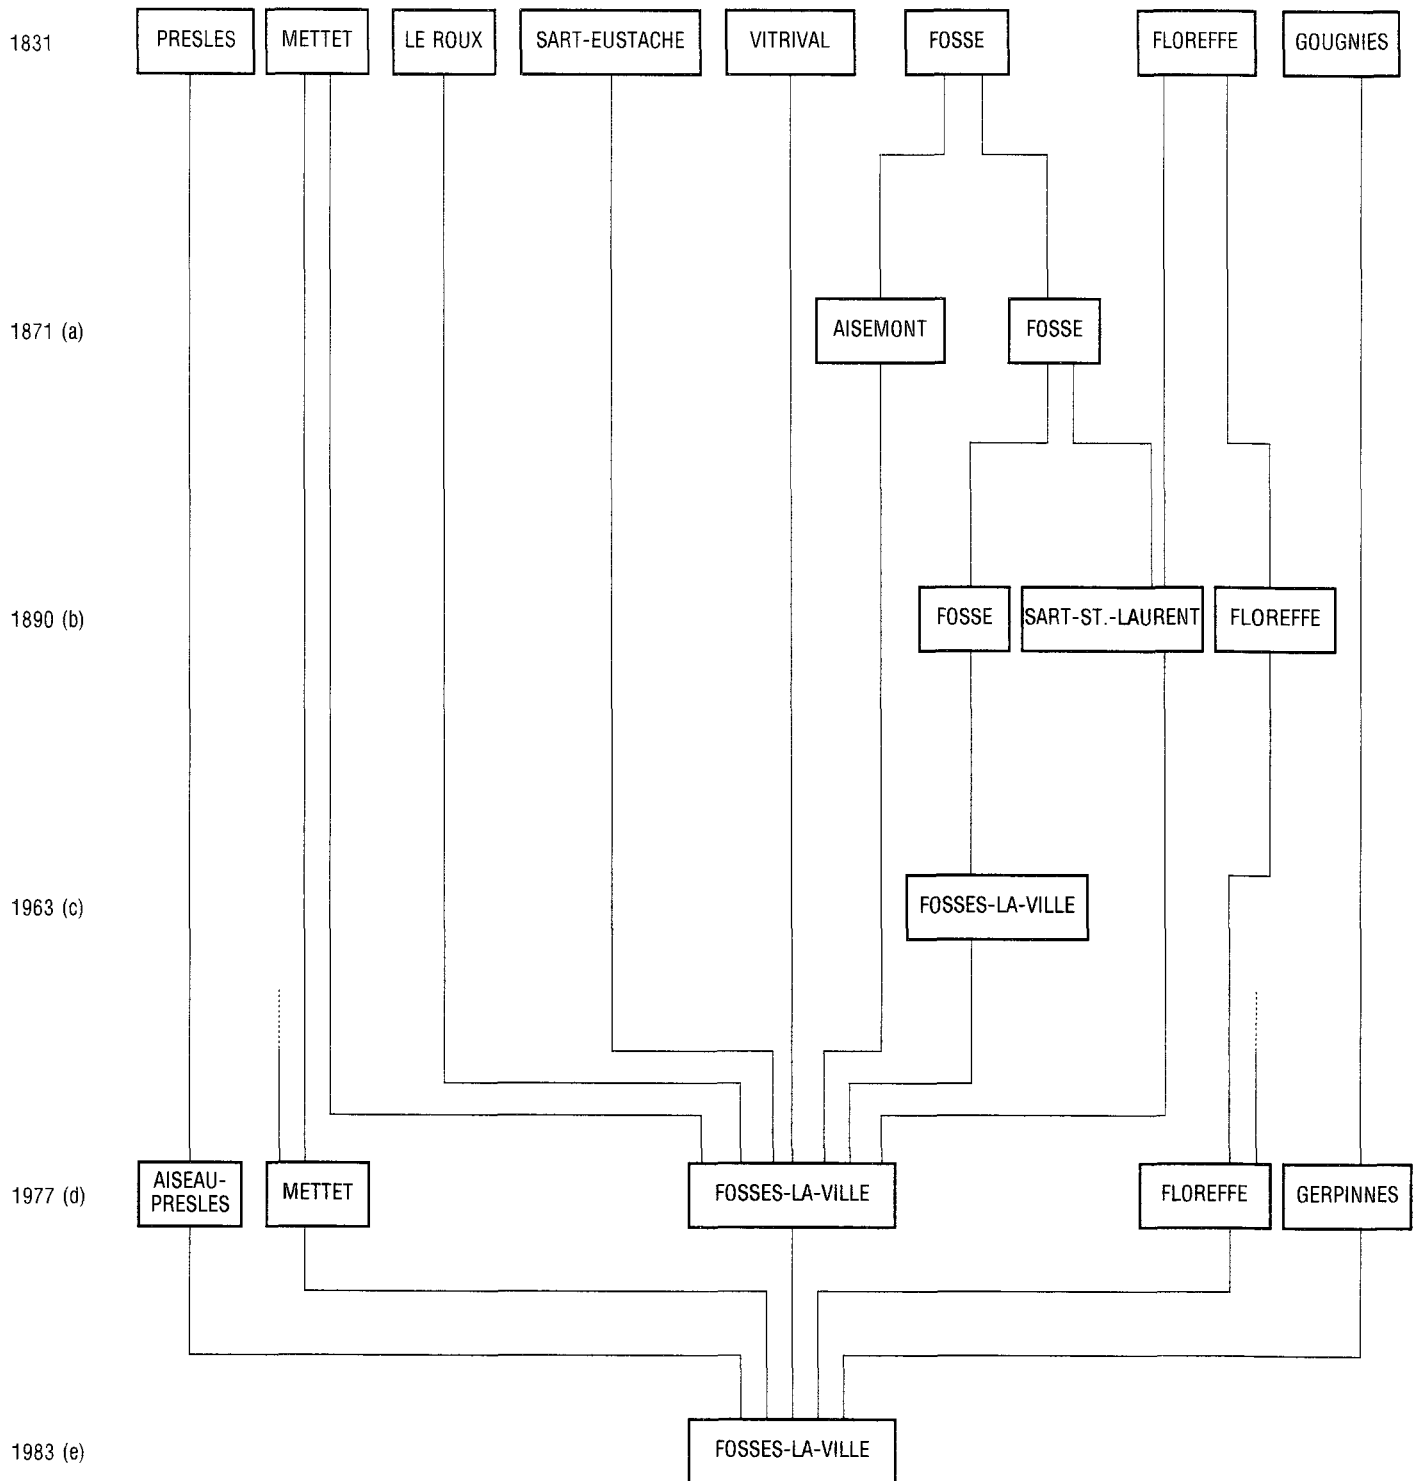 1831
PRESLES
METTET
LE ROUX
SART-EUSTACHE
VITRIVAL
FOSSE
FLOREFFE
GOUGNIES
1871 (a)
AISEMONT
FOSSE
1890 (b)
FOSSE
SART-ST.-LAURENT
FLOREFFE
1963 (c)
FOSSES-LA-VILLE
1977 (d)
AISEAU-
PRESLES
METTET
FOSSES-LA-VILLE
FLOREFFE
GERPINNES
1983 (e)
FOSSES-LA-VILLE